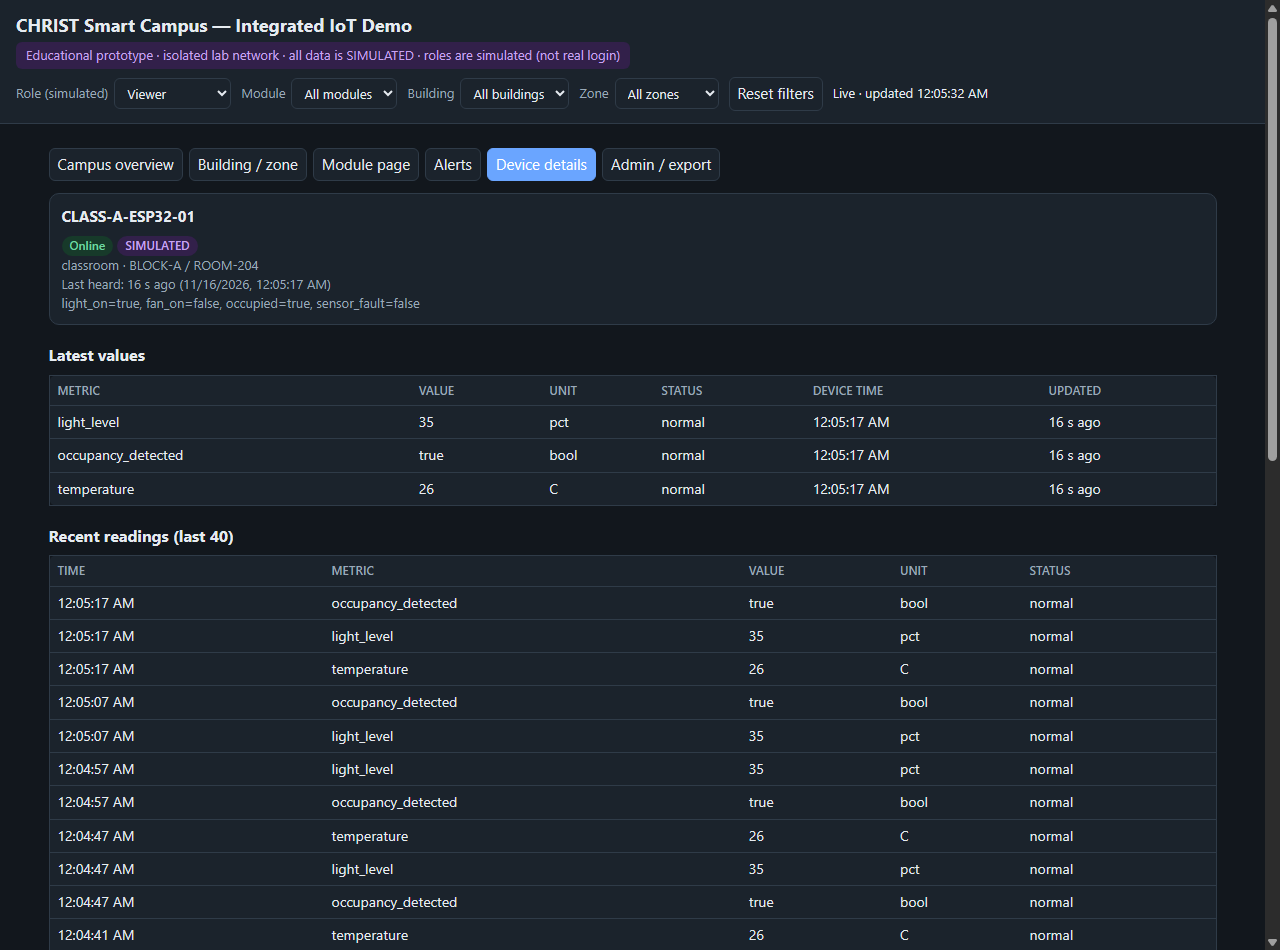 CHRIST Smart Campus — Integrated IoT Demo
Educational prototype · isolated lab network · all data is SIMULATED · roles are simulated (not real login)
Role (simulated) Viewer Module All modules Building All buildings Zone All zones Reset filters Live · updated 12:05:32 AM
Campus overview Building / zone Module page Alerts Device details Admin / export
CLASS-A-ESP32-01
Online SIMULATED
classroom · BLOCK-A / ROOM-204
Last heard: 16 s ago (11/16/2026, 12:05:17 AM)
light_on=true, fan_on=false, occupied=true, sensor_fault=false
Latest values
METRIC VALUE UNIT STATUS DEVICE TIME UPDATED
light_level 35 pct normal 12:05:17 AM 16 s ago
occupancy_detected true bool normal 12:05:17 AM 16 s ago
temperature 26 C normal 12:05:17 AM 16 s ago
Recent readings (last 40)
TIME METRIC VALUE UNIT STATUS
12:05:17 AM occupancy_detected true bool normal
12:05:17 AM light_level 35 pct normal
12:05:17 AM temperature 26 C normal
12:05:07 AM occupancy_detected true bool normal
12:05:07 AM light_level 35 pct normal
12:04:57 AM light_level 35 pct normal
12:04:57 AM occupancy_detected true bool normal
12:04:47 AM temperature 26 C normal
12:04:47 AM light_level 35 pct normal
12:04:47 AM occupancy_detected true bool normal
12:04:41 AM temperature 26 C normal